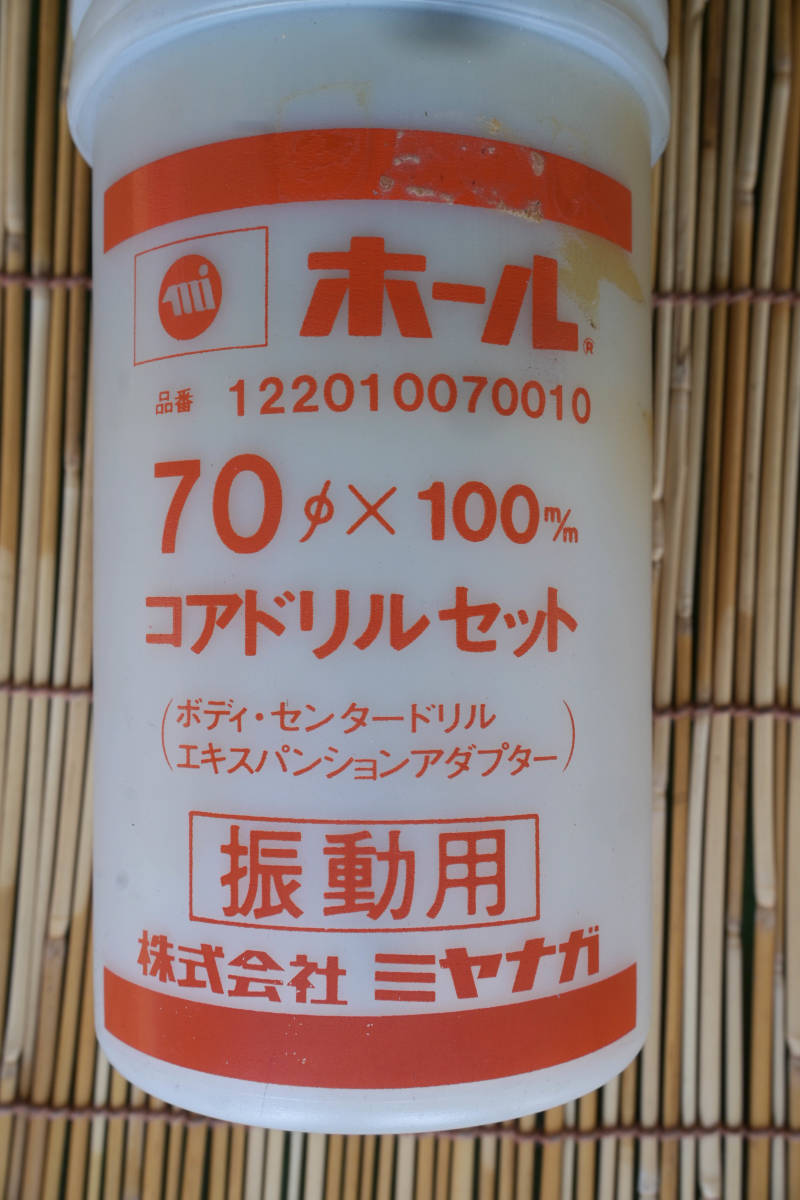 mi ホール®
品番 122010070010
70φ×100m/m
コアドリルセット
(ボディ・センタードリル
エキスパンションアダプター)
振動用
株式会社 ミヤナガ